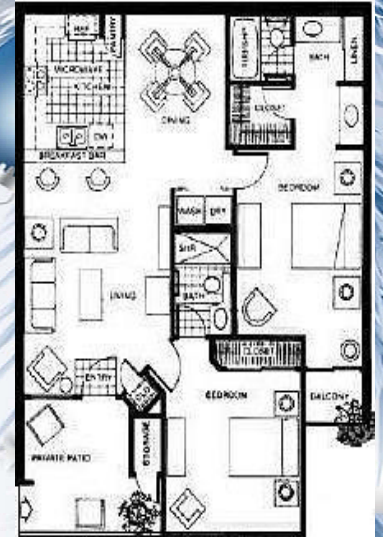 REF
PANTRY
MICROWAVE
KITCHEN
DW
BREAKFAST BAR
DINING
BATH
LINEN
CLOSET
BEDROOM
WASH DRY
SHR
BATH
LIVING
CLOSET
ENTRY
BEDROOM
BALCONY
STORAGE
PRIVATE PATIO